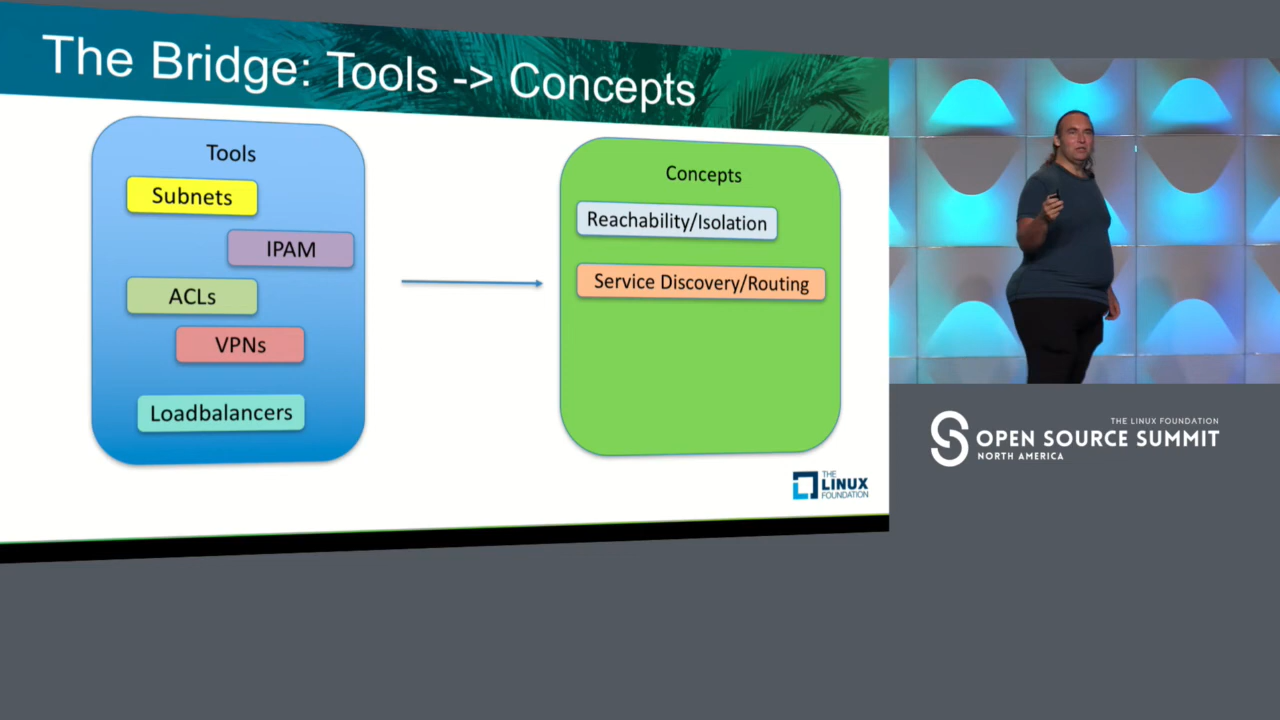 The Bridge: Tools -> Concepts
Tools
Subnets
IPAM
ACLs
VPNs
Loadbalancers
Concepts
Reachability/Isolation
Service Discovery/Routing
THE
LINUX
FOUNDATION
THE LINUX FOUNDATION
OPEN SOURCE SUMMIT
NORTH AMERICA